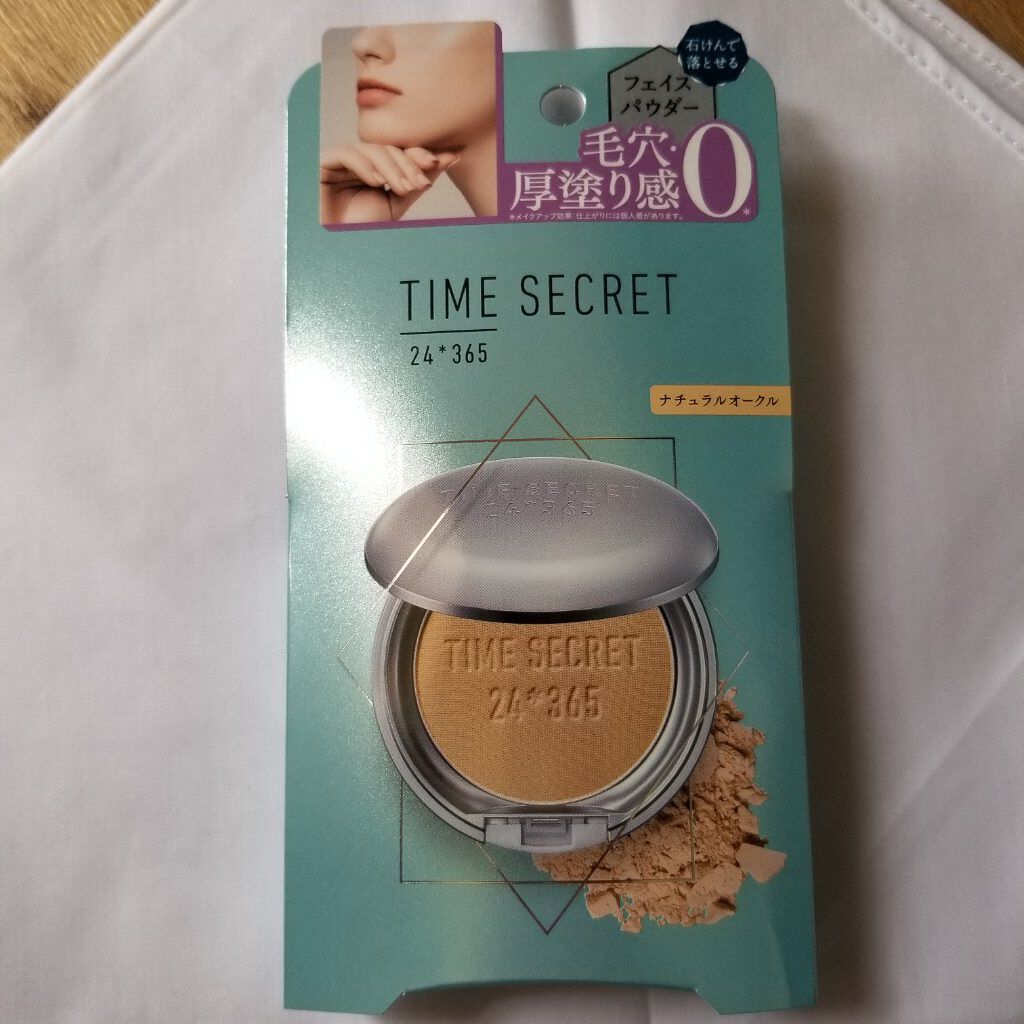 石けんで
落とせる
フェイス
パウダー
毛穴・
厚塗り感0*
*メイクアップ効果:仕上がりには個人差があります。
TIME SECRET
24*365
ナチュラルオークル
TIME SECRET
24*365
TIME SECRET
24*365